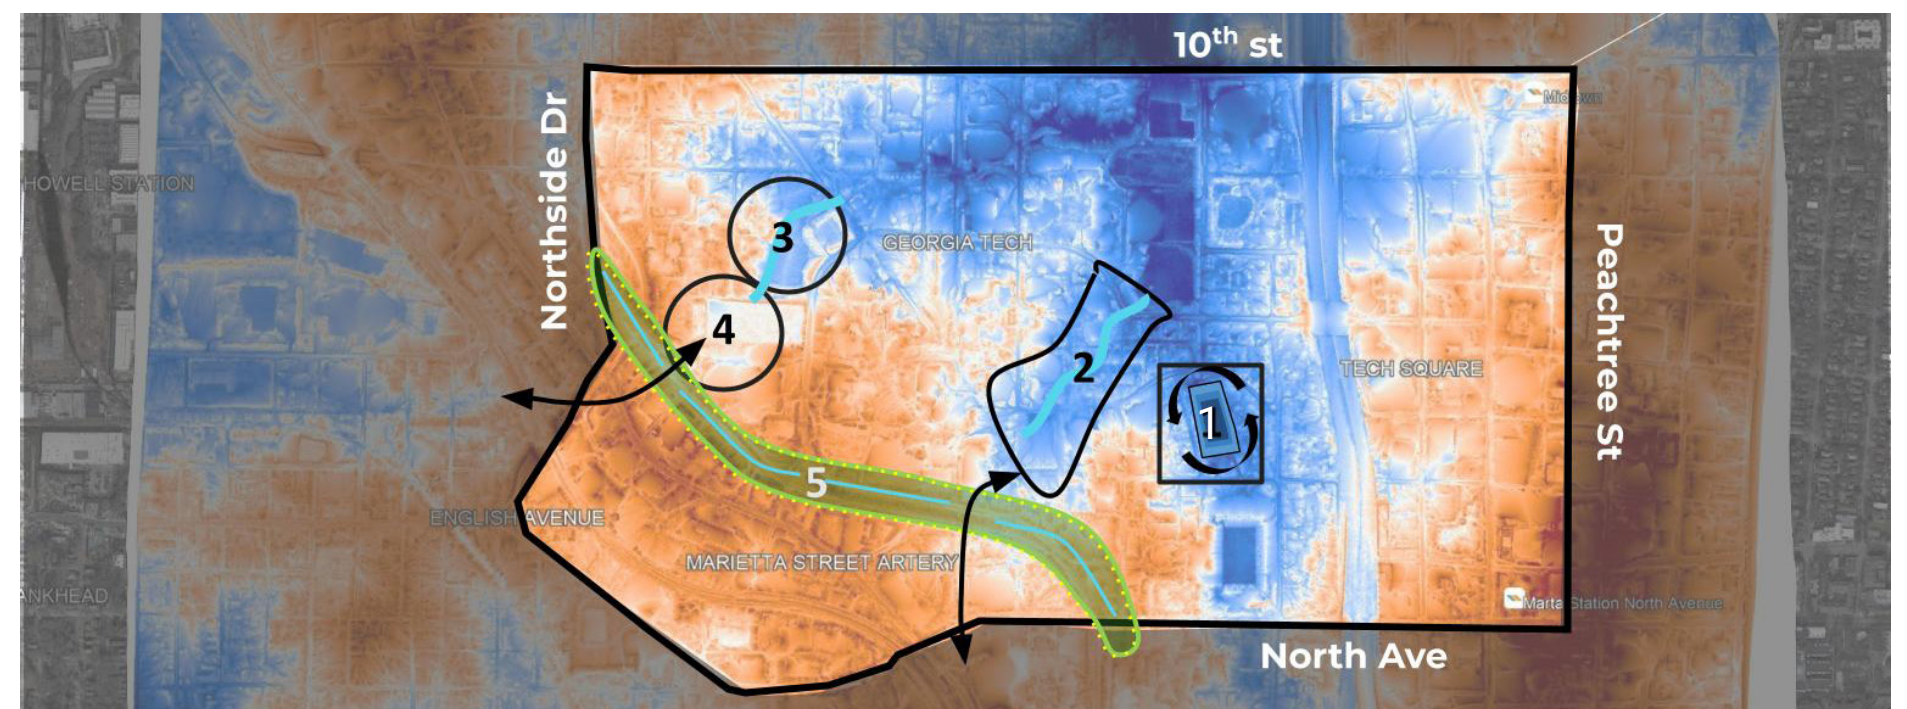 10th st
Northside Dr
Midtown
HOWELL STATION
3
GEORGIA TECH
4
2
TECH SQUARE
Peachtree St
1
5
ENGLISH AVENUE
MARIETTA STREET ARTERY
ANKHEAD
Marta Station North Avenue
North Ave